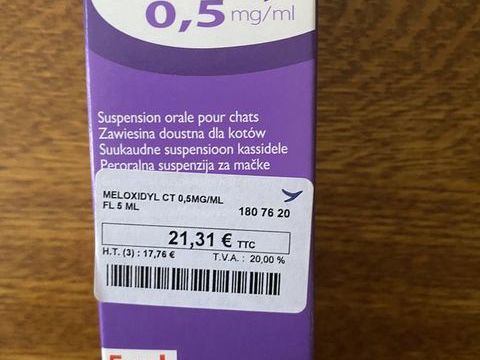 0,5 mg/ml
Suspension orale pour chats
Zawiesina doustna dla kotów
Suukaudne suspensioon kassidele
Peroralna suspenzija za mačke
MELOXIDYL CT 0,5MG/ML
FL 5 ML
180 76 20
21,31 € TTC
H.T. (3) : 17,76 €
T.V.A. : 20,00 %